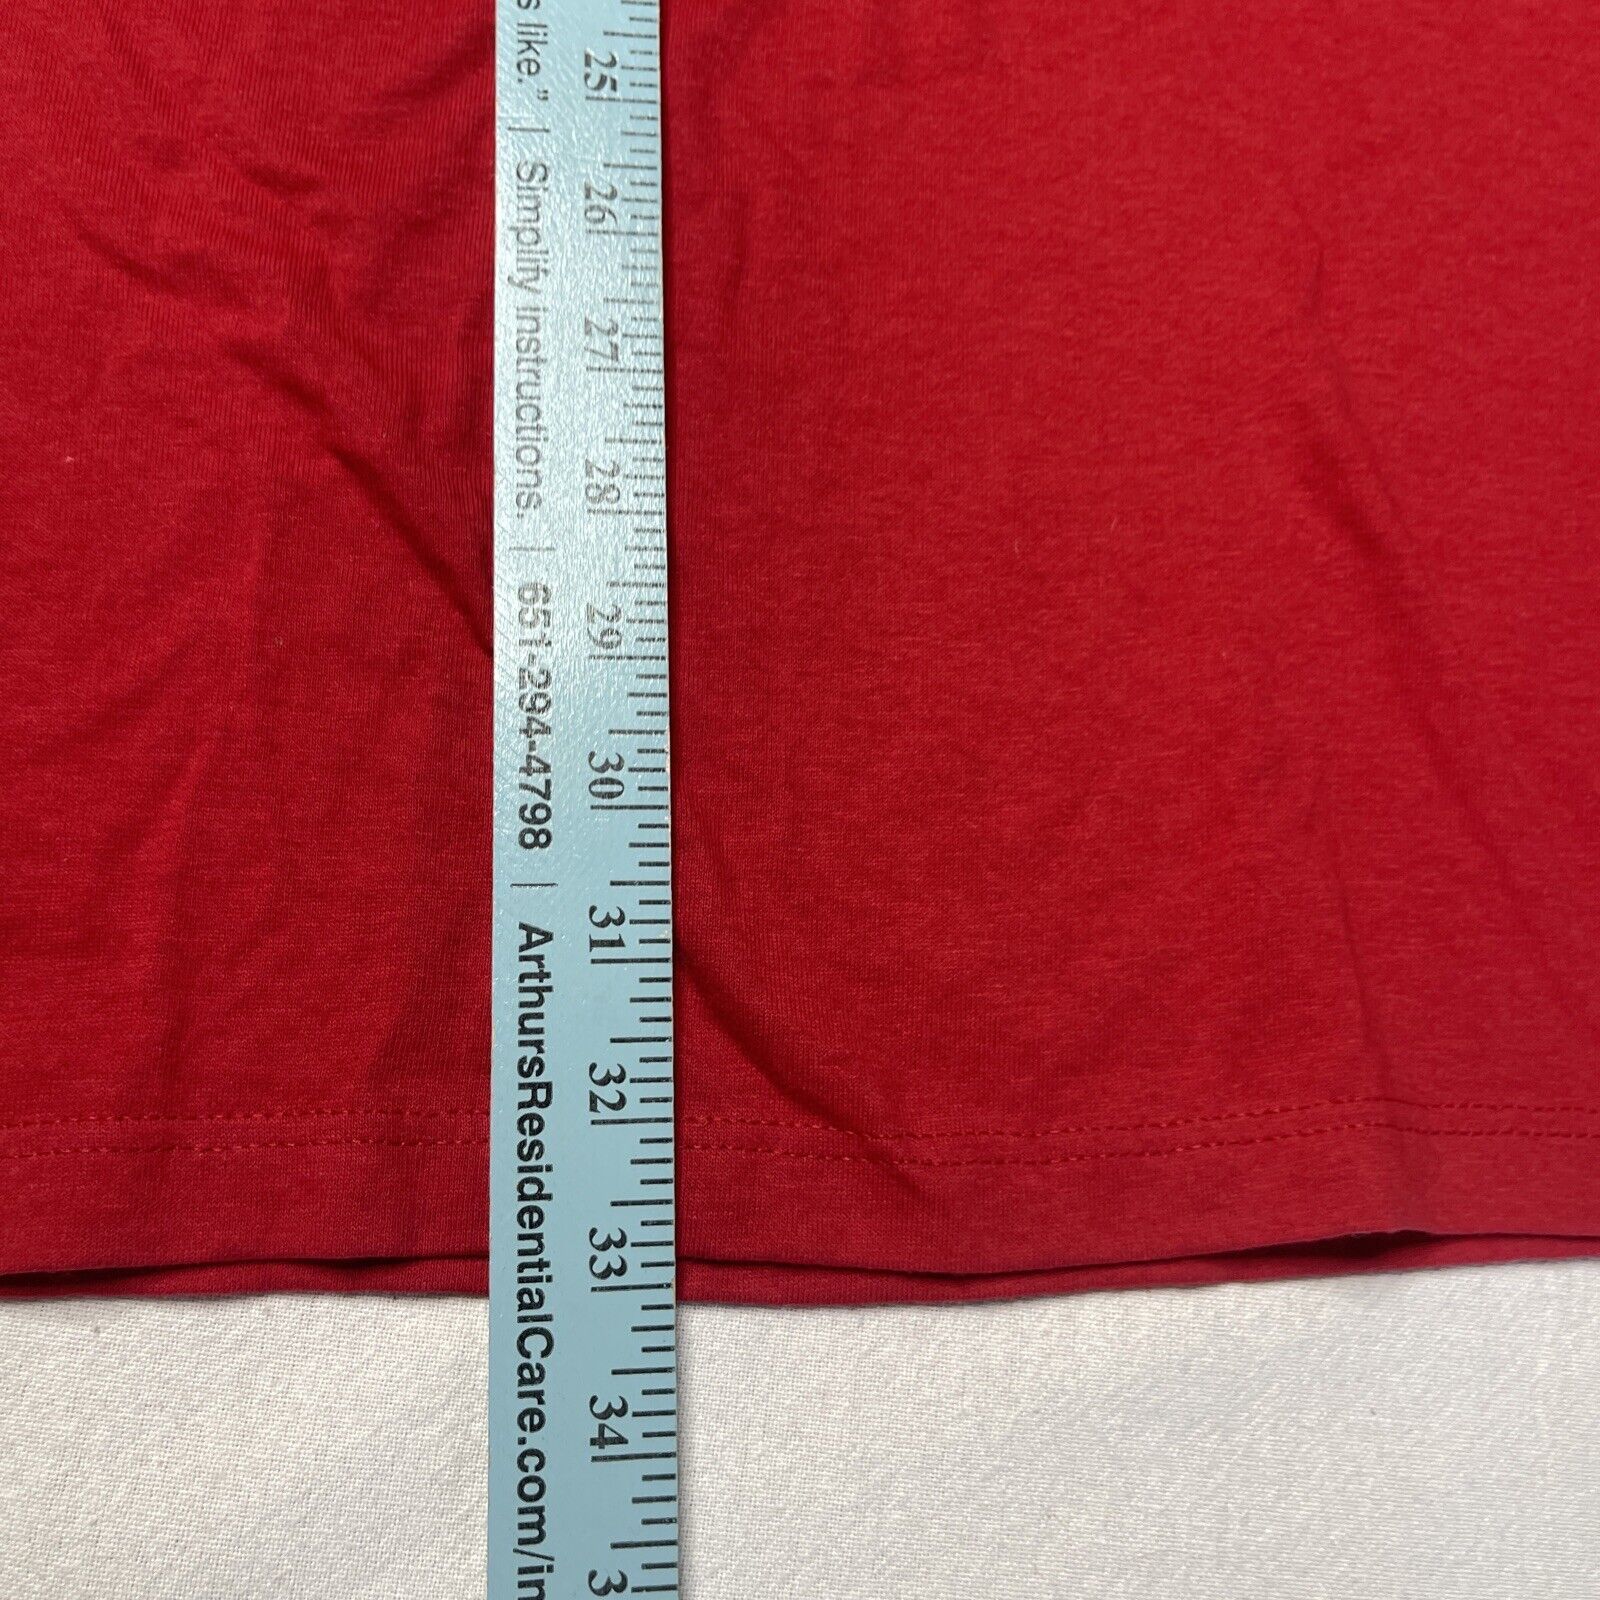 s like.” | Simplify Instructions. | 651-294-4798 | ArthursResidentialCare.com/in
25 26 27 28 29 30 31 32 33 34 3